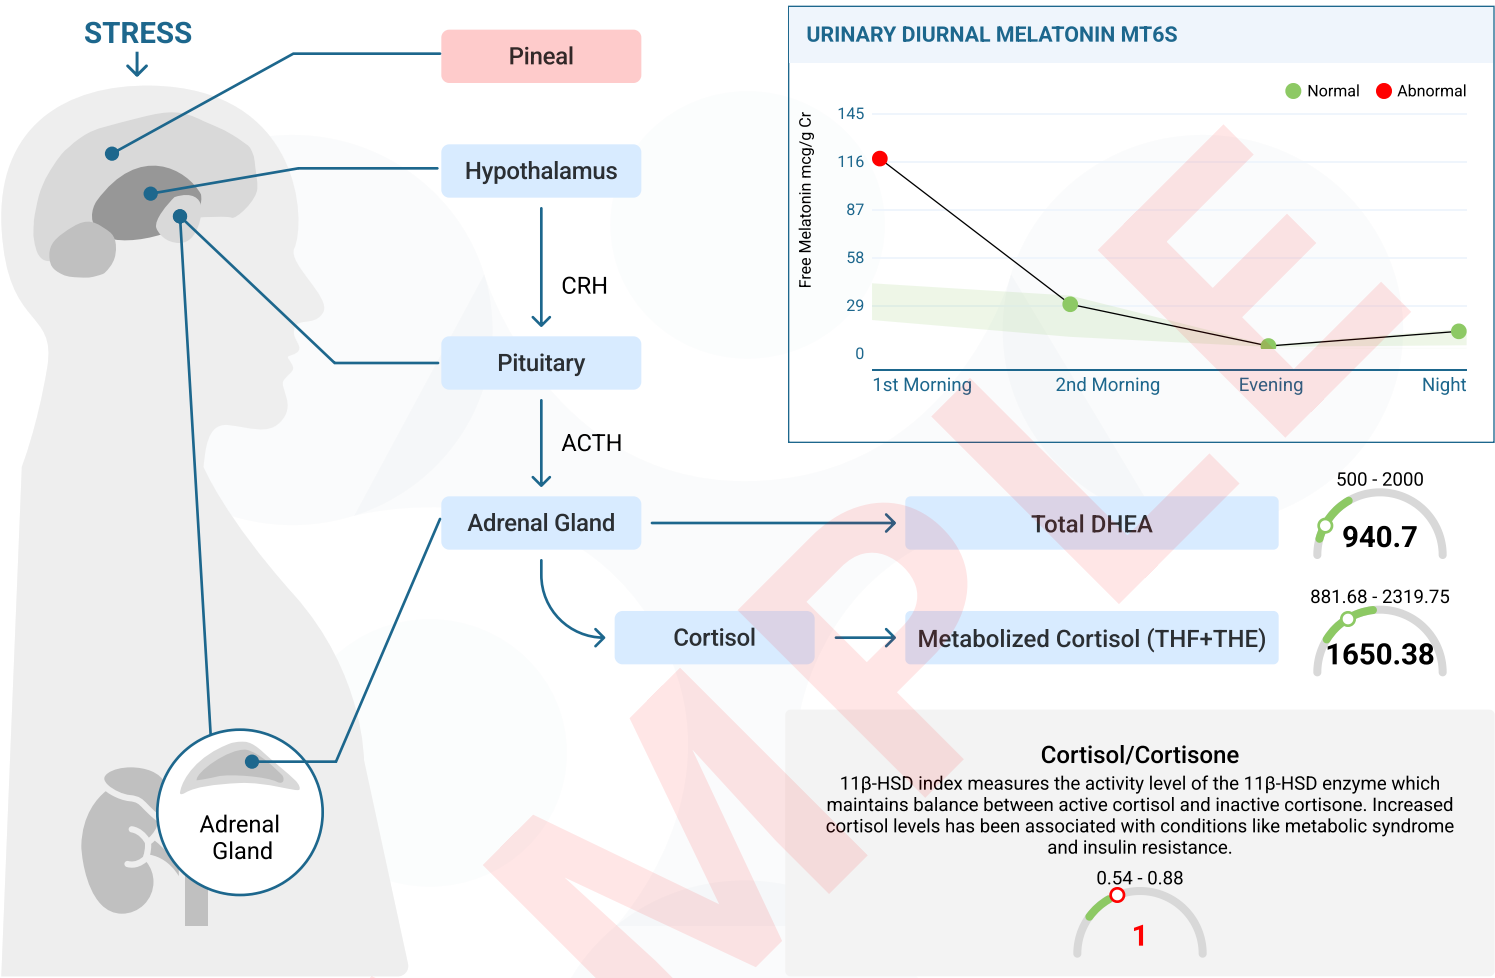 STRESS
Pineal
Hypothalamus
CRH
Pituitary
ACTH
Adrenal Gland
Cortisol
Adrenal
Gland
URINARY DIURNAL MELATONIN MT6S
Normal
Abnormal
Free Melatonin mcg/g Cr
145
116
87
58
29
0
1st Morning
2nd Morning
Evening
Night
Total DHEA
500 - 2000
940.7
Metabolized Cortisol (THF+THE)
881.68 - 2319.75
1650.38
Cortisol/Cortisone
11β-HSD index measures the activity level of the 11β-HSD enzyme which
maintains balance between active cortisol and inactive cortisone. Increased
cortisol levels has been associated with conditions like metabolic syndrome
and insulin resistance.
0.54 - 0.88
1
MPLE